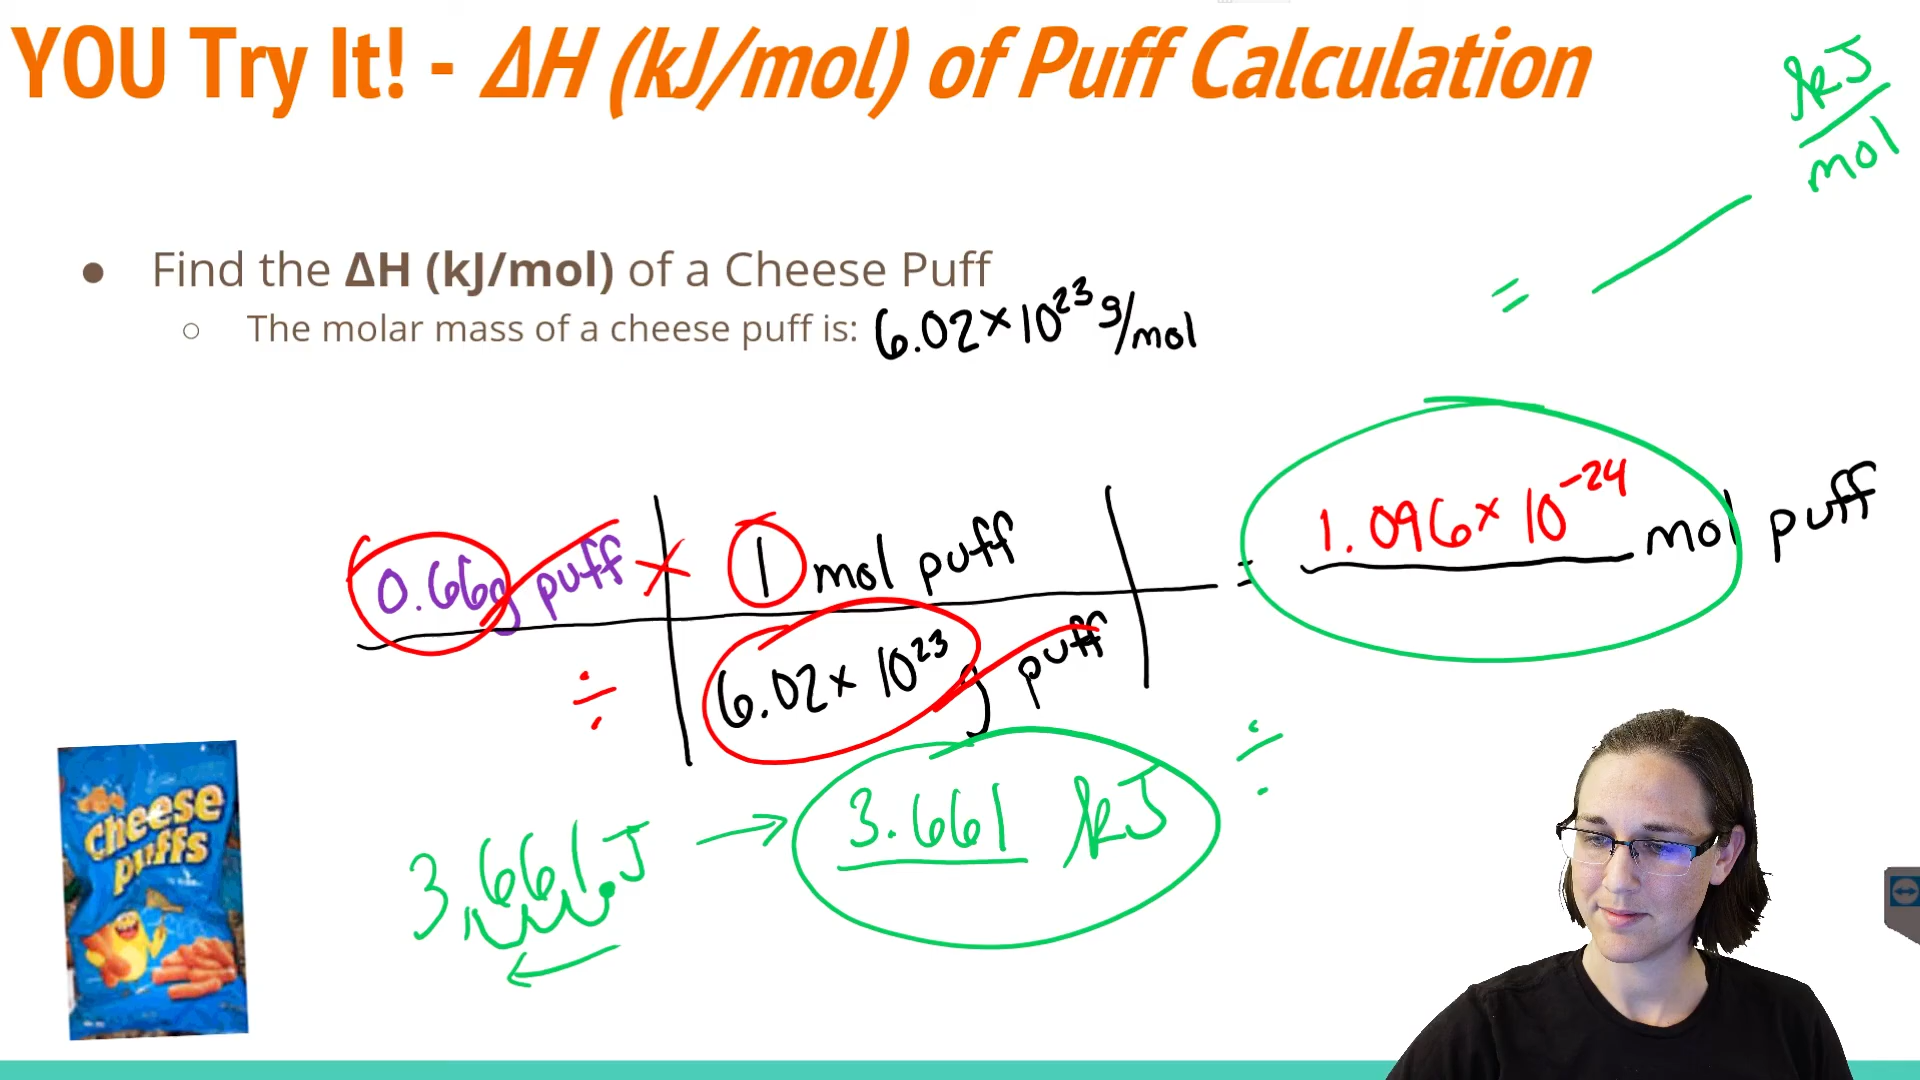 YOU Try It! - ΔH (kJ/mol) of Puff Calculation
kJ
mol
Find the ΔH (kJ/mol) of a Cheese Puff
=
The molar mass of a cheese puff is: 6.02×10²³ g/mol
0.66g puff × 1 mol puff = 1.096×10⁻²⁴ mol puff
÷ 6.02×10²³ g puff
3,661.J → 3.661 kJ ÷
cheese
puffs